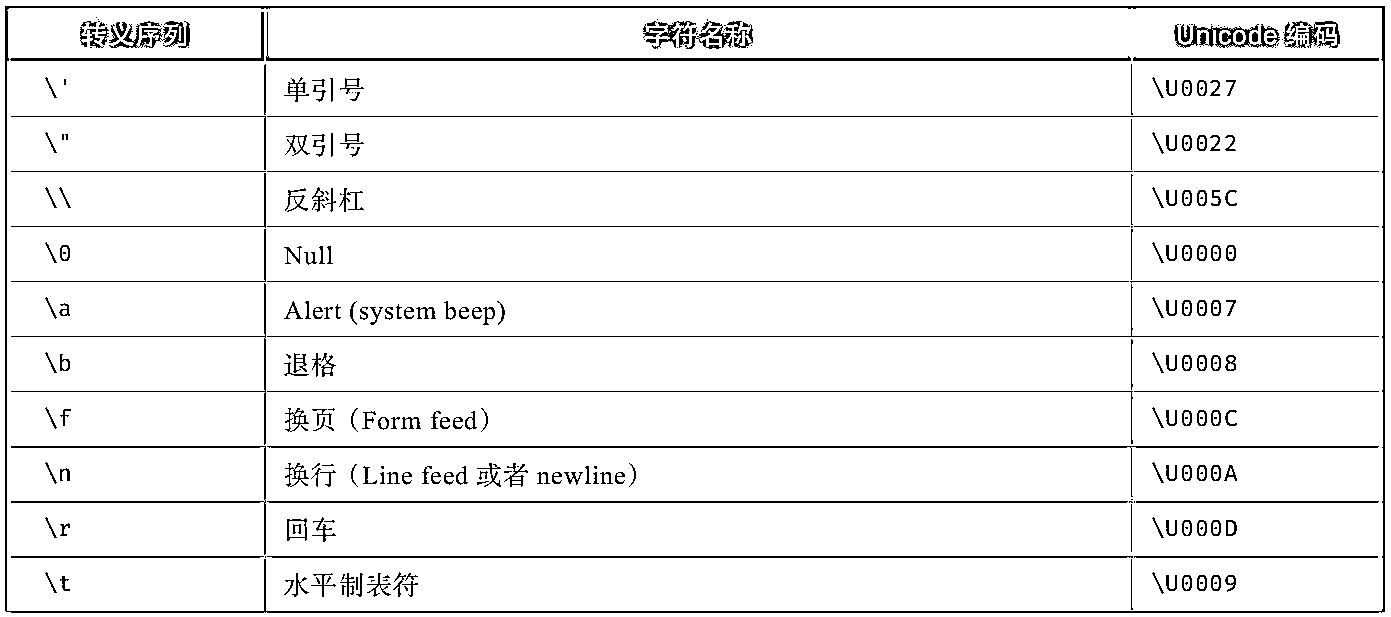 转义序列 字符名称 Unicode 编码
\' 单引号 \U0027
\" 双引号 \U0022
\\ 反斜杠 \U005C
\0 Null \U0000
\a Alert (system beep) \U0007
\b 退格 \U0008
\f 换页（Form feed） \U000C
\n 换行（Line feed 或者 newline） \U000A
\r 回车 \U000D
\t 水平制表符 \U0009